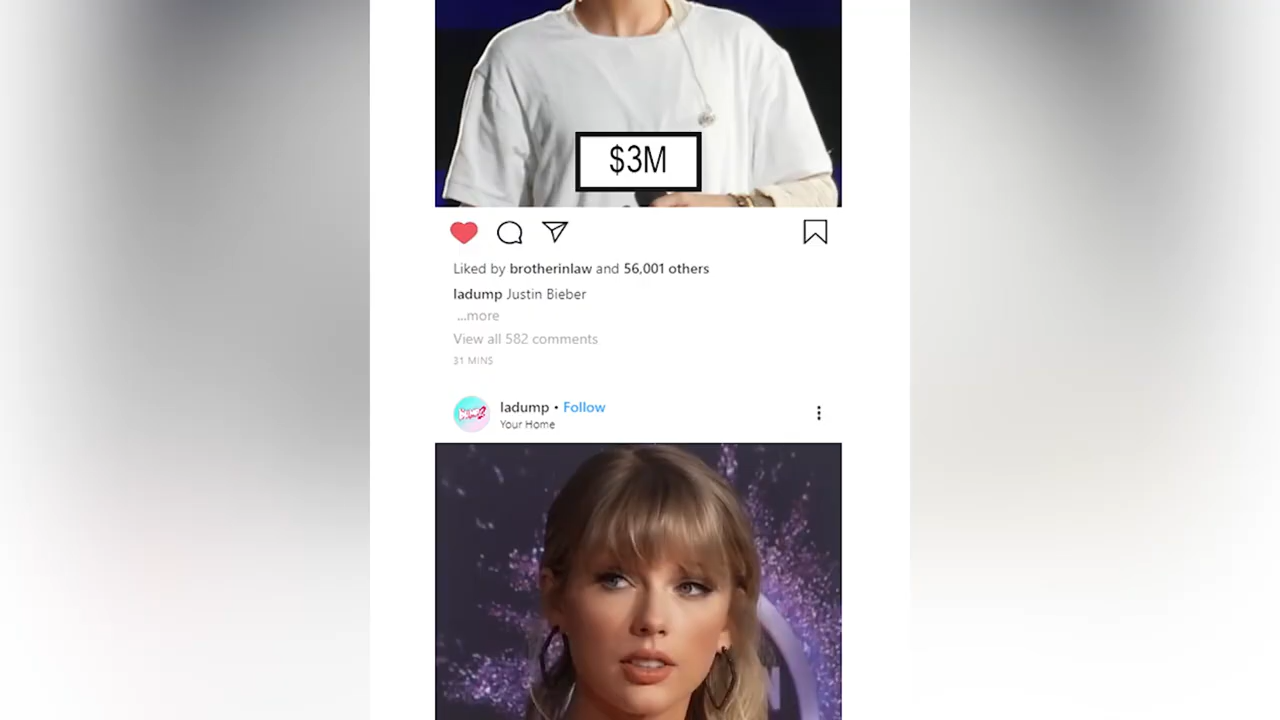 $3M
Liked by brotherinlaw and 56,001 others
ladump Justin Bieber
...more
View all 582 comments
31 MINS
ladump • Follow
Your Home